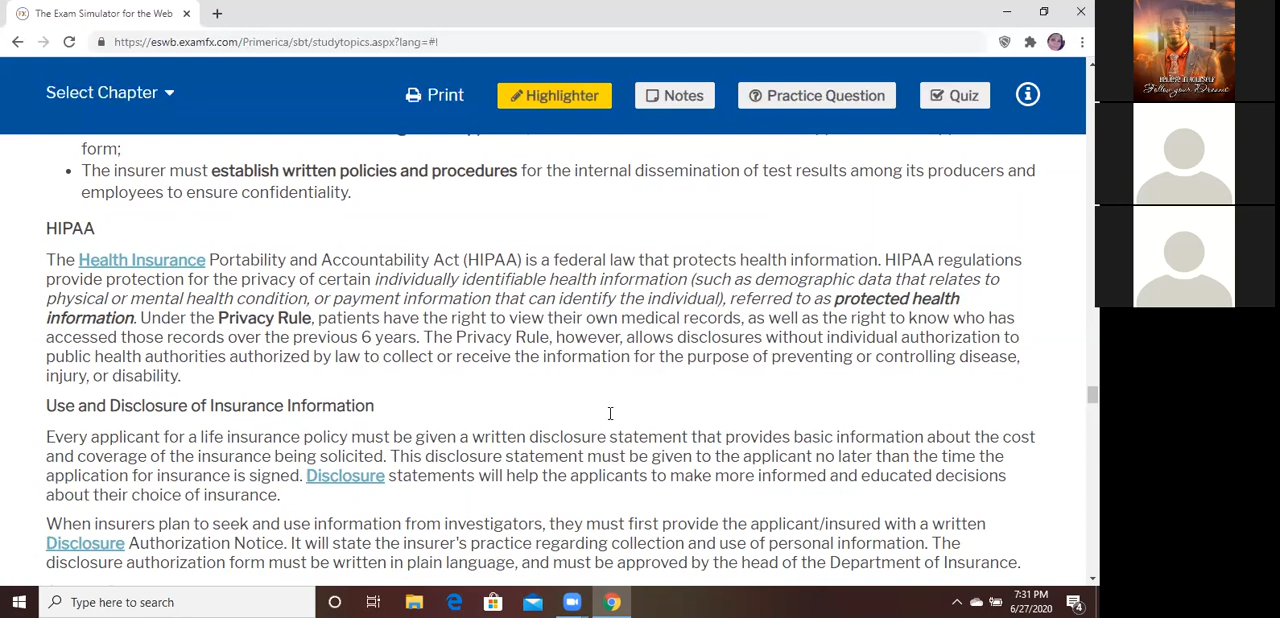 The Exam Simulator for the Web
https://eswb.examfx.com/Primerica/sbt/studytopics.aspx?lang=#!
Select Chapter
Print
Highlighter
Notes
Practice Question
Quiz
form;
The insurer must establish written policies and procedures for the internal dissemination of test results among its producers and
employees to ensure confidentiality.
HIPAA
The Health Insurance Portability and Accountability Act (HIPAA) is a federal law that protects health information. HIPAA regulations
provide protection for the privacy of certain individually identifiable health information (such as demographic data that relates to
physical or mental health condition, or payment information that can identify the individual), referred to as protected health
information. Under the Privacy Rule, patients have the right to view their own medical records, as well as the right to know who has
accessed those records over the previous 6 years. The Privacy Rule, however, allows disclosures without individual authorization to
public health authorities authorized by law to collect or receive the information for the purpose of preventing or controlling disease,
injury, or disability.
Use and Disclosure of Insurance Information
Every applicant for a life insurance policy must be given a written disclosure statement that provides basic information about the cost
and coverage of the insurance being solicited. This disclosure statement must be given to the applicant no later than the time the
application for insurance is signed. Disclosure statements will help the applicants to make more informed and educated decisions
about their choice of insurance.
When insurers plan to seek and use information from investigators, they must first provide the applicant/insured with a written
Disclosure Authorization Notice. It will state the insurer's practice regarding collection and use of personal information. The
disclosure authorization form must be written in plain language, and must be approved by the head of the Department of Insurance.
Type here to search
7:31 PM
6/27/2020
4
Follow your Dreams